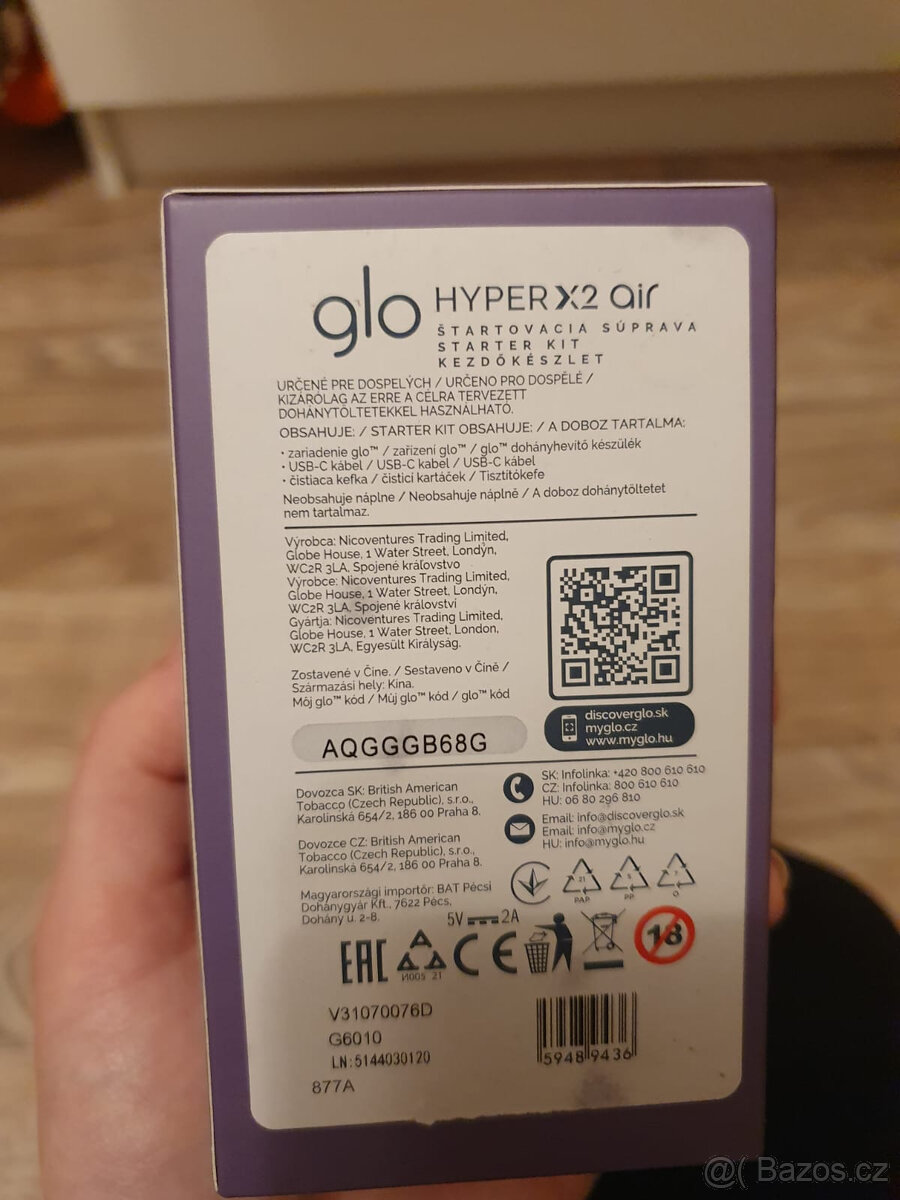 glo HYPER X2 air
ŠTARTOVACIA SÚPRAVA
STARTER KIT
KEZDŐKÉSZLET
URČENÉ PRE DOSPELÝCH / URČENO PRO DOSPĚLÉ /
KIZÁRÓLAG AZ ERRE A CÉLRA TERVEZETT
DOHÁNYTÖLTETEKKEL HASZNÁLHATÓ.
OBSAHUJE: / STARTER KIT OBSAHUJE: / A DOBOZ TARTALMA:
• zariadenie glo™ / zařízení glo™ / glo™ dohányhevítő készülék
• USB-C kábel / USB-C kabel / USB-C kábel
• čistiaca kefka / čisticí kartáček / Tisztítókefe
Neobsahuje náplne / Neobsahuje náplně / A doboz dohánytöltetet
nem tartalmaz.
Výrobca: Nicoventures Trading Limited,
Globe House, 1 Water Street, Londýn,
WC2R 3LA, Spojené kráľovstvo
Výrobce: Nicoventures Trading Limited,
Globe House, 1 Water Street, Londýn,
WC2R 3LA, Spojené království
Gyártja: Nicoventures Trading Limited,
Globe House, 1 Water Street, London,
WC2R 3LA, Egyesült Királyság.
Zostavené v Číne. / Sestaveno v Číně /
Származási hely: Kína.
Môj glo™ kód / Můj glo™ kód / glo™ kód
AQGGGB68G
discoverglo.sk
myglo.cz
www.myglo.hu
Dovozca SK: British American
Tobacco (Czech Republic), s.r.o.,
Karolinská 654/2, 186 00 Praha 8.
Dovozce CZ: British American
Tobacco (Czech Republic), s.r.o.,
Karolinská 654/2, 186 00 Praha 8.
Magyarországi importőr: BAT Pécsi
Dohánygyár Kft., 7622 Pécs,
Dohány u. 2-8.
SK: Infolinka: +420 800 610 610
CZ: Infolinka: 800 610 610
HU: 06 80 296 810
Email: info@discoverglo.sk
Email: info@myglo.cz
HU: info@myglo.hu
21 5 7
PAP PP O
5V 2A
EAC CE 18
21
V31070076D
G6010
LN:5144030120
877A
5948 9436
@( Bazos.cz